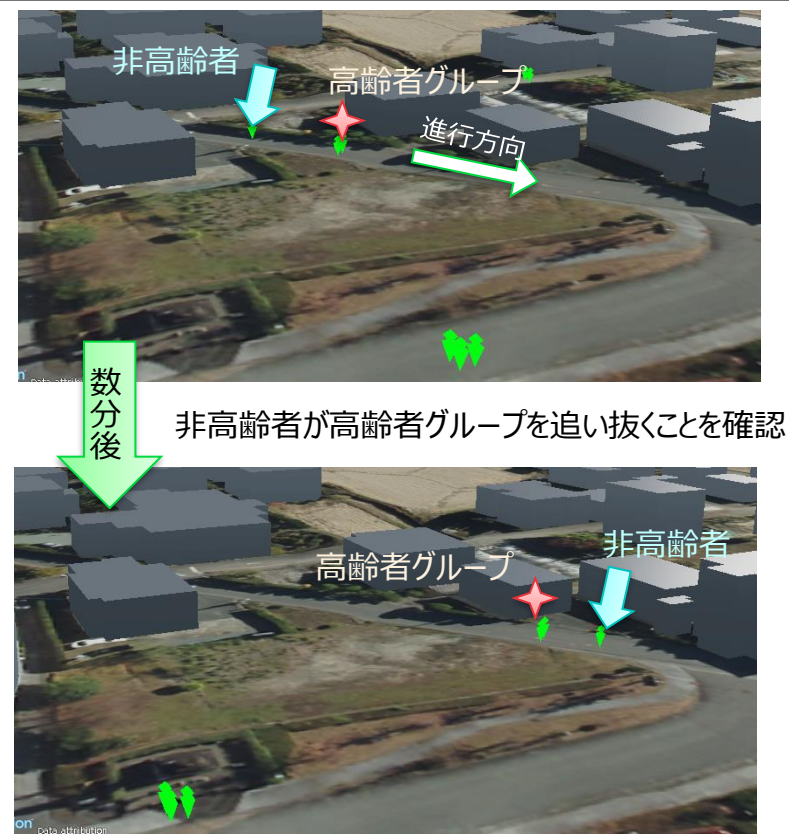 非高齢者
高齢者グループ
進行方向
Data attrib
数分後
非高齢者が高齢者グループを追い抜くことを確認
非高齢者
高齢者グループ
on
Data attribution